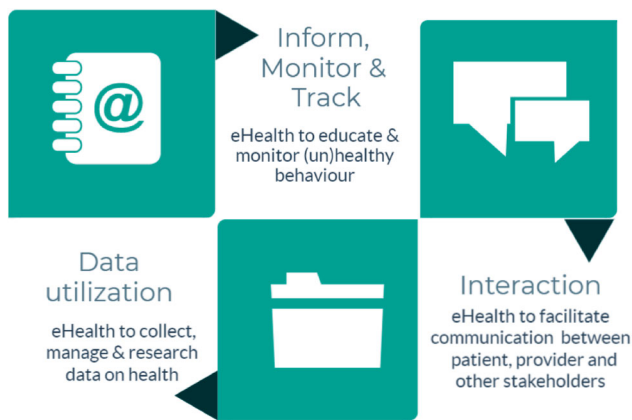 @
Inform,
Monitor &
Track
eHealth to educate &
monitor (un)healthy
behaviour
Data
utilization
eHealth to collect,
manage & research
data on health
Interaction
eHealth to facilitate
communication between
patient, provider and
other stakeholders